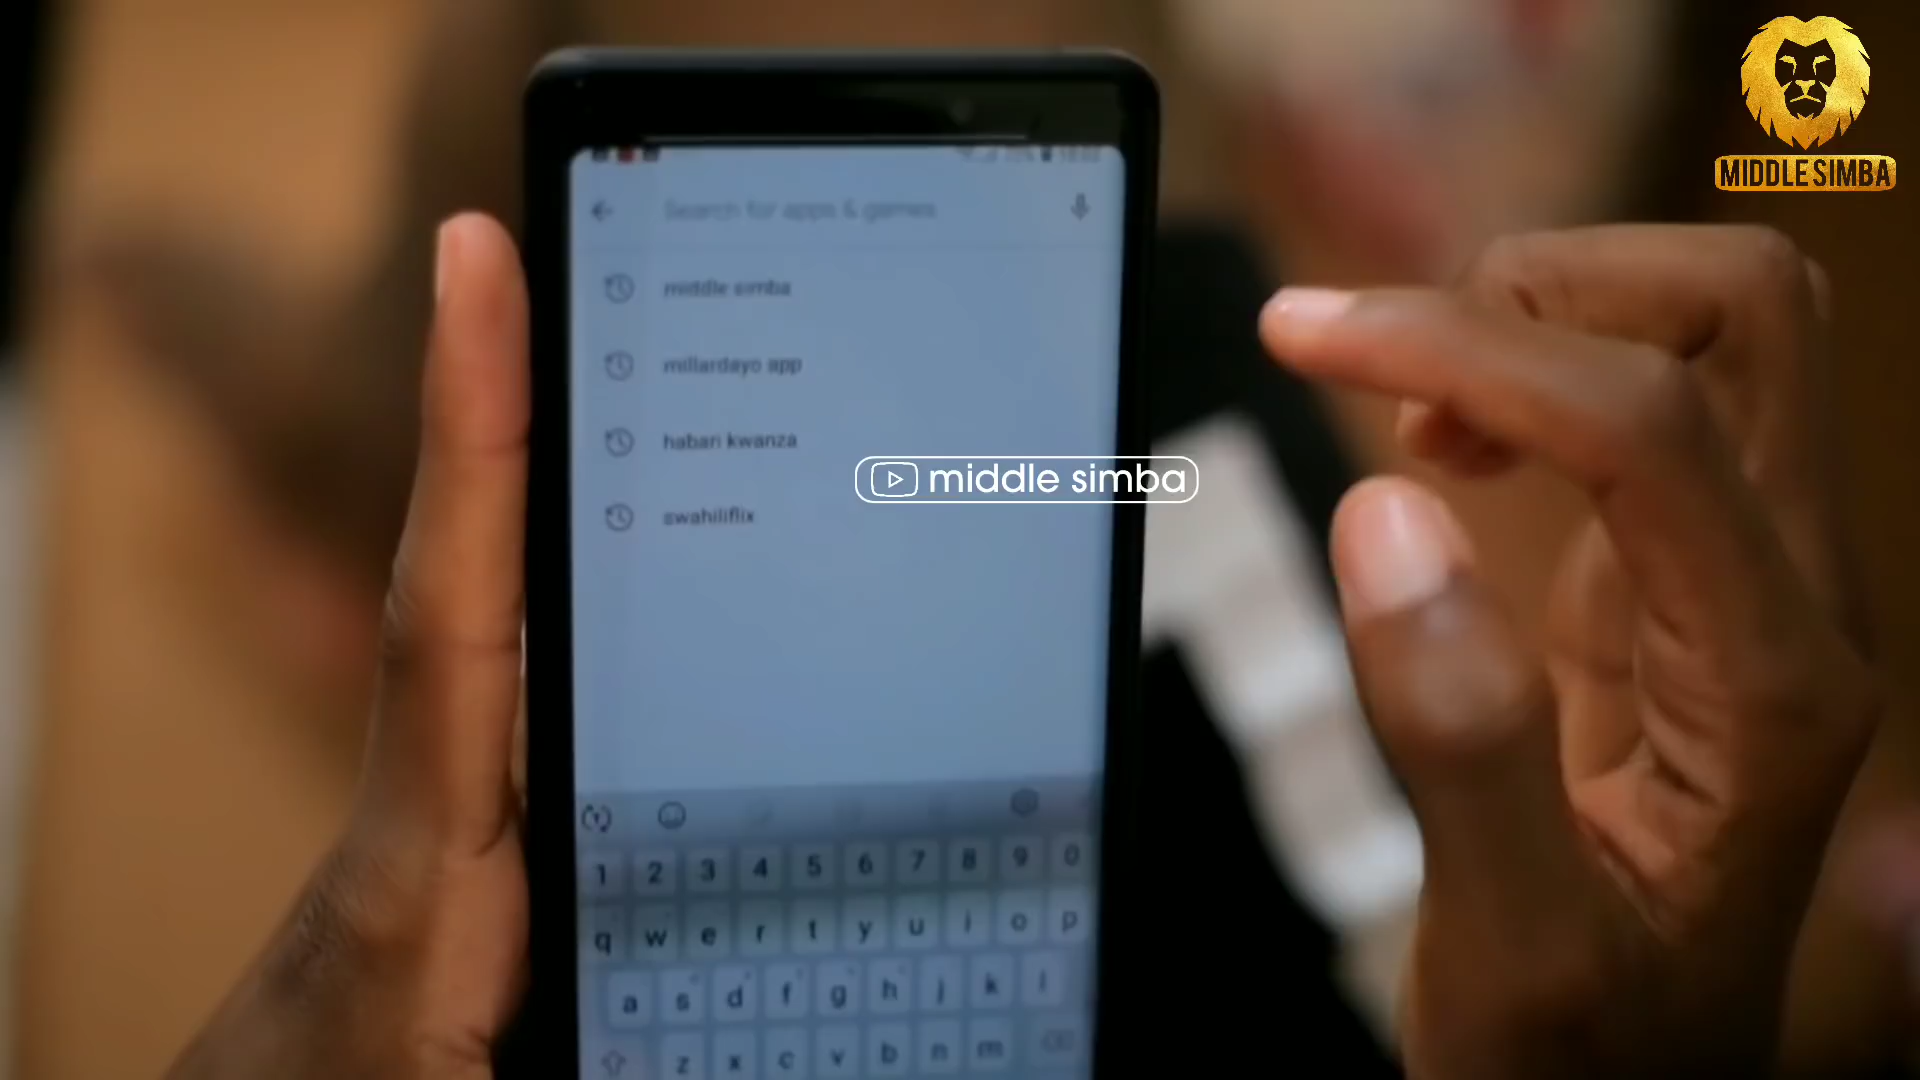 MIDDLE SIMBA
Search for apps & games
middle simba
millardayo app
habari kwanza
middle simba
swahiliflix
1 2 3 4 5 6 7 8 9 0
q w e r t y u i o p
a s d f g h j k l
z x c v b n m